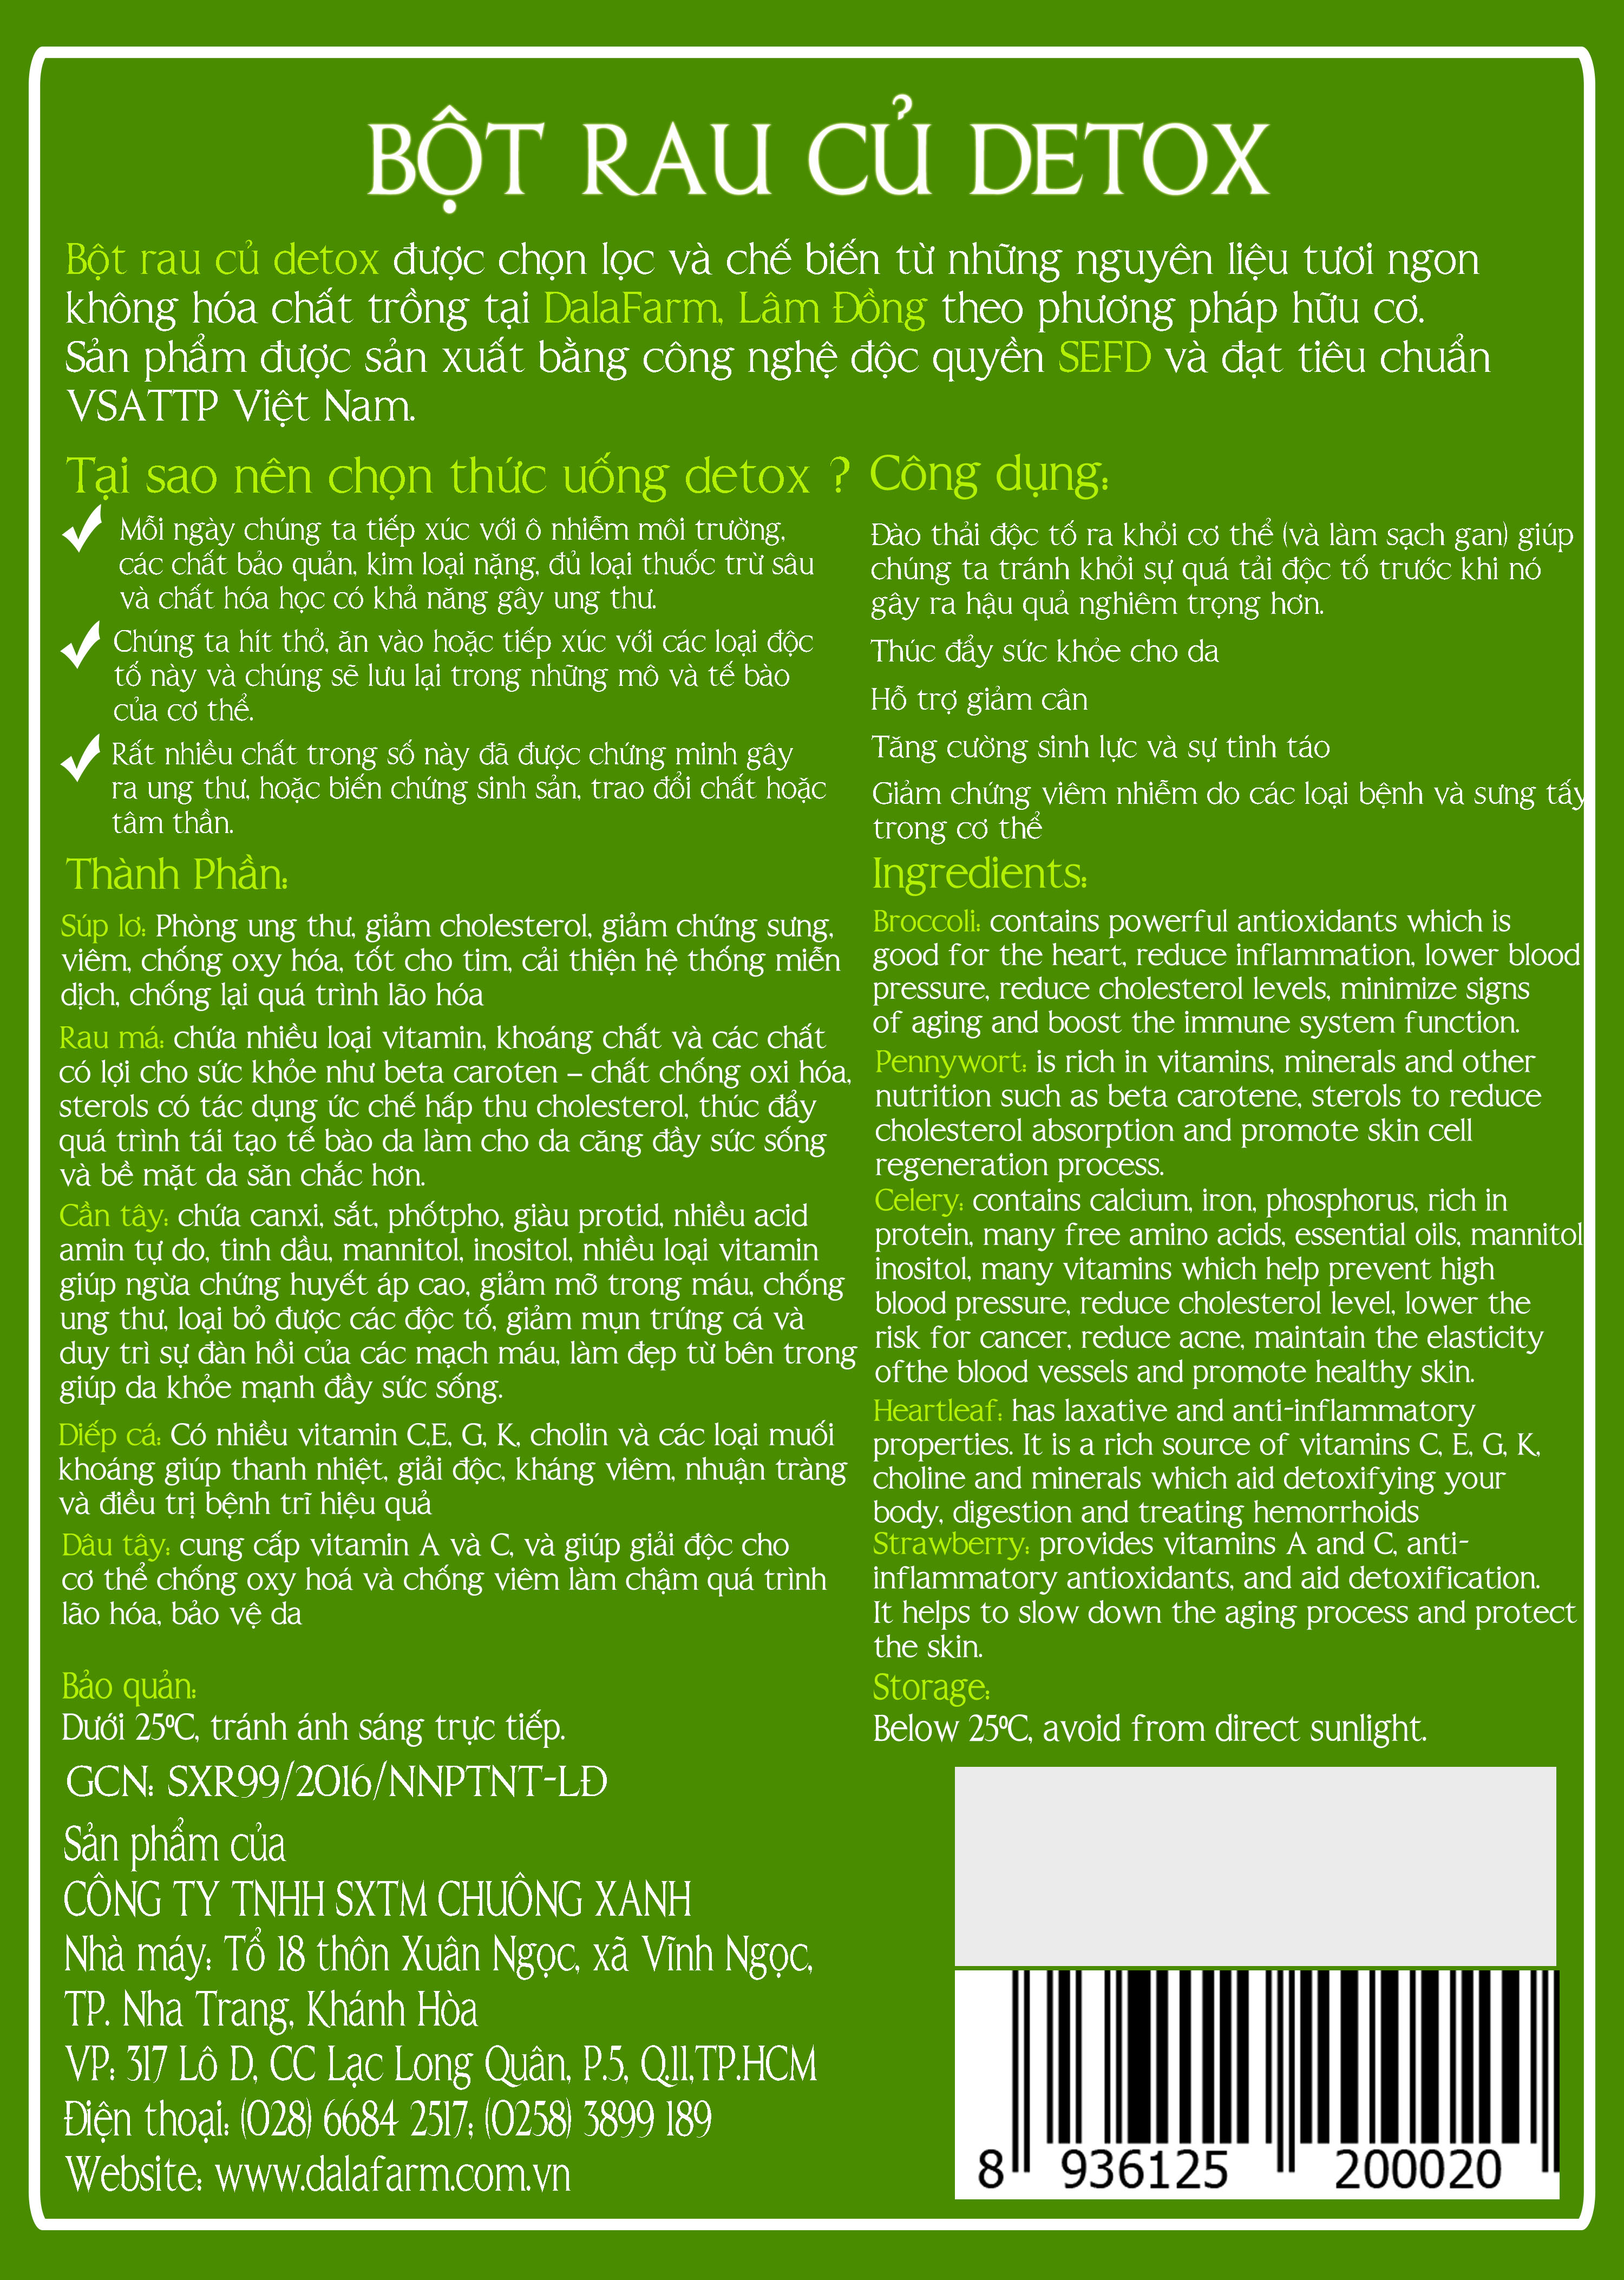 BỘT RAU CỦ DETOX
Bột rau củ detox được chọn lọc và chế biến từ những nguyên liệu tươi ngon
không hóa chất trồng tại DalaFarm, Lâm Đồng theo phương pháp hữu cơ.
Sản phẩm được sản xuất bằng công nghệ độc quyền SEFD và đạt tiêu chuẩn
VSATTP Việt Nam.
Tại sao nên chọn thức uống detox ?
Mỗi ngày chúng ta tiếp xúc với ô nhiễm môi trường,
các chất bảo quản, kim loại nặng, đủ loại thuốc trừ sâu
và chất hóa học có khả năng gây ung thư.
Chúng ta hít thở, ăn vào hoặc tiếp xúc với các loại độc
tố này và chúng sẽ lưu lại trong những mô và tế bào
của cơ thể.
Rất nhiều chất trong số này đã được chứng minh gây
ra ung thư, hoặc biến chứng sinh sản, trao đổi chất hoặc
tâm thần.
Công dụng:
Đào thải độc tố ra khỏi cơ thể (và làm sạch gan) giúp
chúng ta tránh khỏi sự quá tải độc tố trước khi nó
gây ra hậu quả nghiêm trọng hơn.
Thúc đẩy sức khỏe cho da
Hỗ trợ giảm cân
Tăng cường sinh lực và sự tinh táo
Giảm chứng viêm nhiễm do các loại bệnh và sưng tấy
trong cơ thể
Thành Phần:
Súp lơ: Phòng ung thư, giảm cholesterol, giảm chứng sưng,
viêm, chống oxy hóa, tốt cho tim, cải thiện hệ thống miễn
dịch, chống lại quá trình lão hóa
Rau má: chứa nhiều loại vitamin, khoáng chất và các chất
có lợi cho sức khỏe như beta caroten – chất chống oxi hóa,
sterols có tác dụng ức chế hấp thu cholesterol, thúc đẩy
quá trình tái tạo tế bào da làm cho da căng đầy sức sống
và bề mặt da săn chắc hơn.
Cần tây: chứa canxi, sắt, phốtpho, giàu protid, nhiều acid
amin tự do, tinh dầu, mannitol, inositol, nhiều loại vitamin
giúp ngừa chứng huyết áp cao, giảm mỡ trong máu, chống
ung thư, loại bỏ được các độc tố, giảm mụn trứng cá và
duy trì sự đàn hồi của các mạch máu, làm đẹp từ bên trong
giúp da khỏe mạnh đầy sức sống.
Diếp cá: Có nhiều vitamin C,E, G, K, cholin và các loại muối
khoáng giúp thanh nhiệt, giải độc, kháng viêm, nhuận tràng
và điều trị bệnh trĩ hiệu quả
Dâu tây: cung cấp vitamin A và C, và giúp giải độc cho
cơ thể chống oxy hoá và chống viêm làm chậm quá trình
lão hóa, bảo vệ da
Ingredients:
Broccoli: contains powerful antioxidants which is
good for the heart, reduce inflammation, lower blood
pressure, reduce cholesterol levels, minimize signs
of aging and boost the immune system function.
Pennywort: is rich in vitamins, minerals and other
nutrition such as beta carotene, sterols to reduce
cholesterol absorption and promote skin cell
regeneration process.
Celery: contains calcium, iron, phosphorus, rich in
protein, many free amino acids, essential oils, mannitol
inositol, many vitamins which help prevent high
blood pressure, reduce cholesterol level, lower the
risk for cancer, reduce acne, maintain the elasticity
ofthe blood vessels and promote healthy skin.
Heartleaf: has laxative and anti-inflammatory
properties. It is a rich source of vitamins C, E, G, K,
choline and minerals which aid detoxifying your
body, digestion and treating hemorrhoids
Strawberry: provides vitamins A and C, anti-
inflammatory antioxidants, and aid detoxification.
It helps to slow down the aging process and protect
the skin.
Bảo quản:
Dưới 25⁰C, tránh ánh sáng trực tiếp.
Storage:
Below 25⁰C, avoid from direct sunlight.
GCN: SXR99/2016/NNPTNT-LĐ
Sản phẩm của
CÔNG TY TNHH SXTM CHUÔNG XANH
Nhà máy: Tổ 18 thôn Xuân Ngọc, xã Vĩnh Ngọc,
TP. Nha Trang, Khánh Hòa
VP: 317 Lô D, CC Lạc Long Quân, P.5, Q.11,TP.HCM
Điện thoại: (028) 6684 2517; (0258) 3899 189
Website: www.dalafarm.com.vn
8 936125 200020